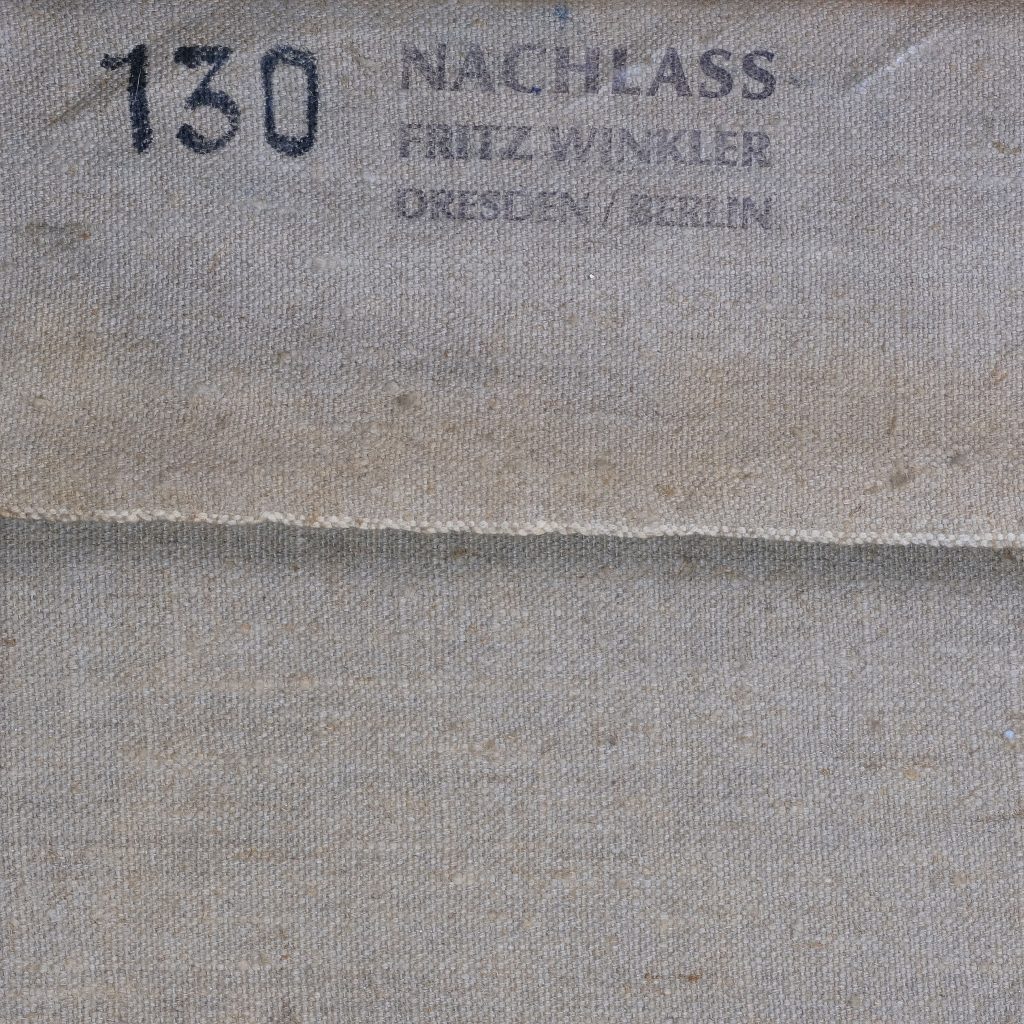 130
NACHLASS
FRITZ WINKLER
DRESDEN / BERLIN